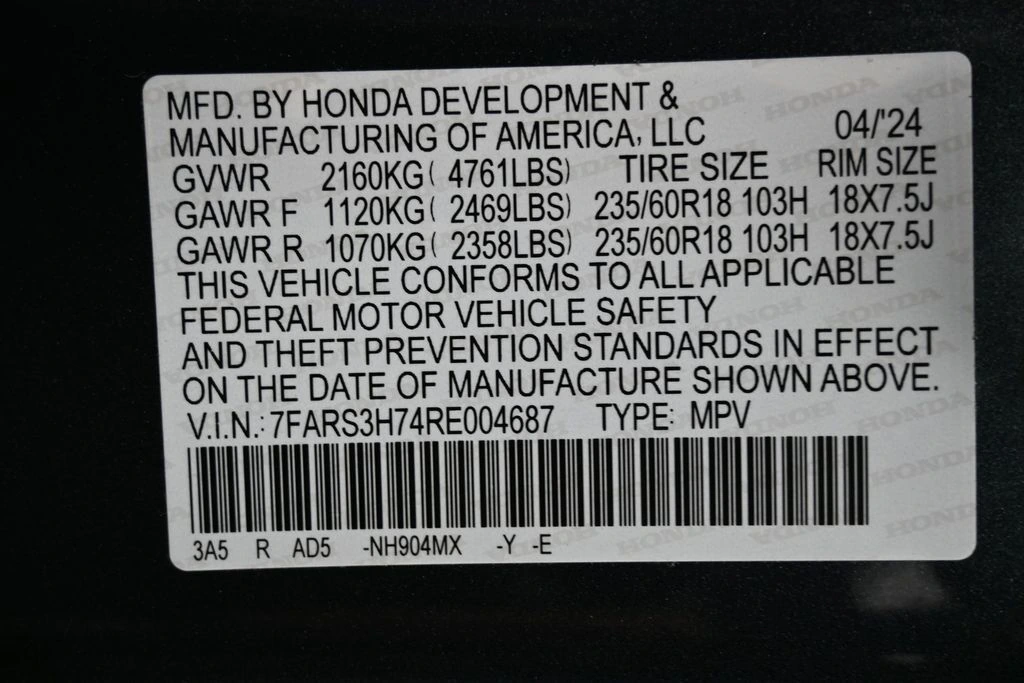 MFD. BY HONDA DEVELOPMENT &
MANUFACTURING OF AMERICA, LLC 04/'24
GVWR 2160KG( 4761LBS) TIRE SIZE RIM SIZE
GAWR F 1120KG( 2469LBS) 235/60R18 103H 18X7.5J
GAWR R 1070KG( 2358LBS) 235/60R18 103H 18X7.5J
THIS VEHICLE CONFORMS TO ALL APPLICABLE
FEDERAL MOTOR VEHICLE SAFETY
AND THEFT PREVENTION STANDARDS IN EFFECT
ON THE DATE OF MANUFACTURE SHOWN ABOVE.
V.I.N.: 7FARS3H74RE004687 TYPE: MPV
3A5 R AD5 -NH904MX -Y -E